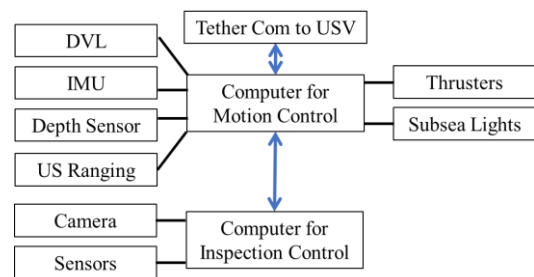 Tether Com to USV
DVL
IMU
Depth Sensor
US Ranging
Computer for
Motion Control
Thrusters
Subsea Lights
Camera
Sensors
Computer for
Inspection Control